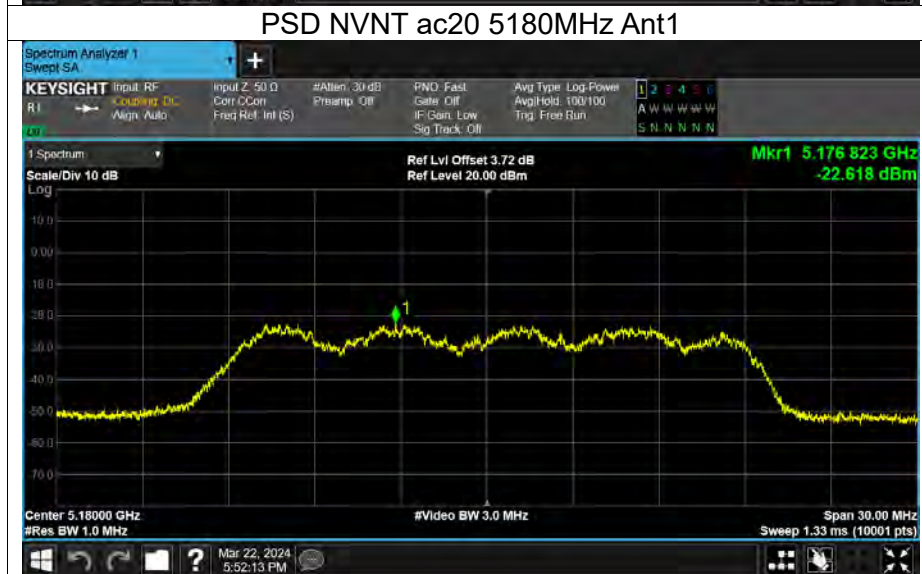 PSD NVNT ac20 5180MHz Ant1
Spectrum Analyzer 1
Swept SA
+
KEYSIGHT Input: RF Input Z: 50 Ω #Atten: 30 dB PNO: Fast Avg Type: Log-Power 1 2 3 4 5 6
Coupling: DC Corr CCorr Preamp: Off Gate: Off Avg|Hold: 100/100 A W W W W W
Align: Auto Freq Ref: Int (S) IF Gain: Low Trig: Free Run
Sig Track: Off S N N N N N
1 Spectrum
Ref Lvl Offset 3.72 dB Mkr1 5.176 823 GHz
Scale/Div 10 dB Ref Level 20.00 dBm -22.618 dBm
Log
10.0
0.00
-10.0
-20.0
1
-30.0
-40.0
-50.0
-60.0
-70.0
Center 5.18000 GHz #Video BW 3.0 MHz Span 30.00 MHz
#Res BW 1.0 MHz Sweep 1.33 ms (10001 pts)
? Mar 22, 2024
5:52:13 PM